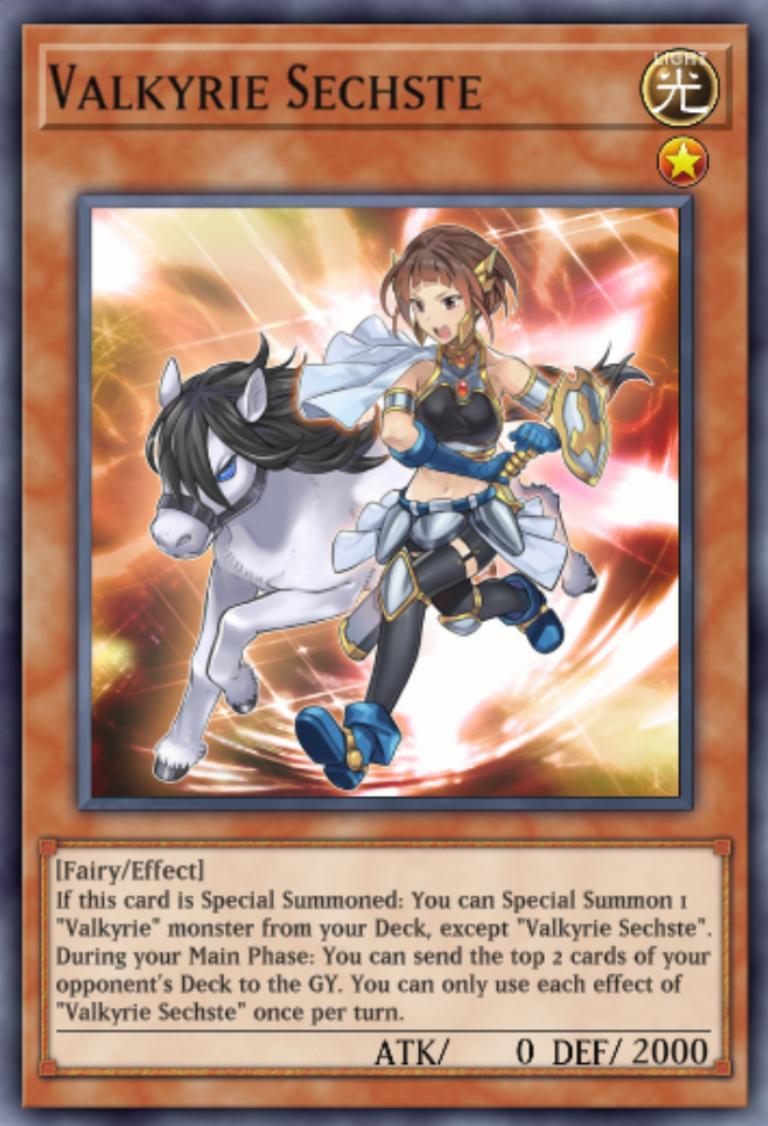 Valkyrie Sechste
LIGHT
光
[Fairy/Effect]
If this card is Special Summoned: You can Special Summon 1
"Valkyrie" monster from your Deck, except "Valkyrie Sechste".
During your Main Phase: You can send the top 2 cards of your
opponent's Deck to the GY. You can only use each effect of
"Valkyrie Sechste" once per turn.
ATK/ 0 DEF/ 2000